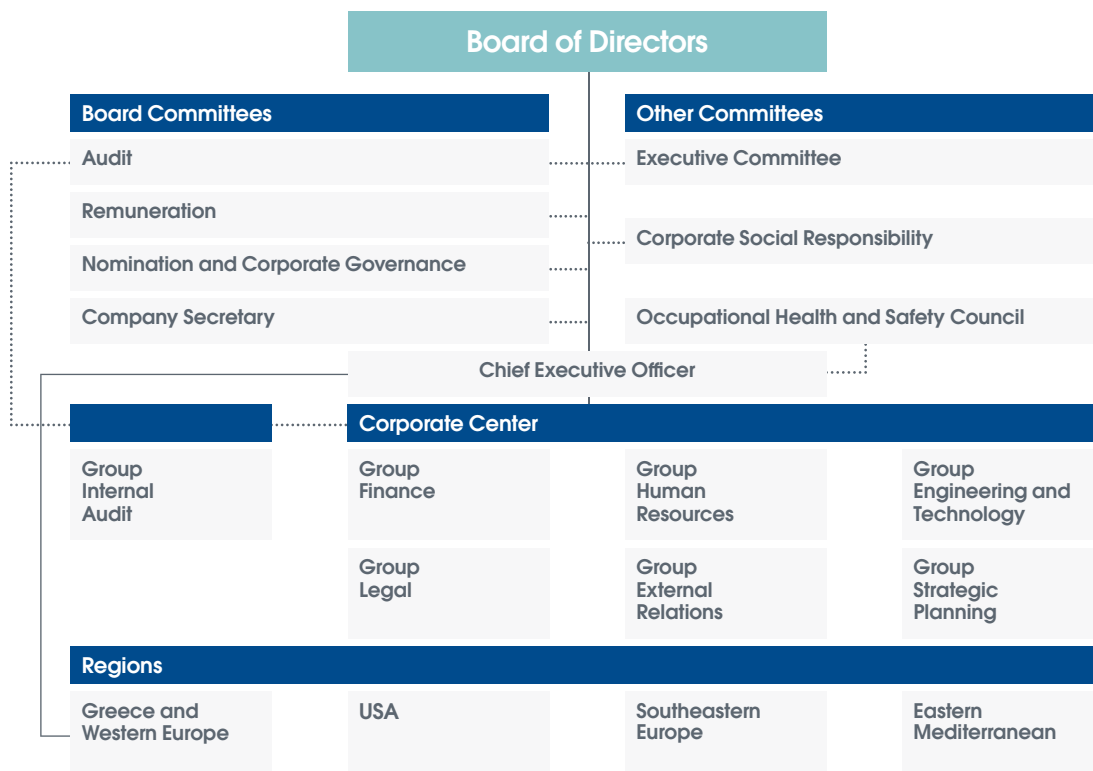 Board of Directors
Board Committees
Other Committees
Audit
Executive Committee
Remuneration
Corporate Social Responsibility
Nomination and Corporate Governance
Company Secretary
Occupational Health and Safety Council
Chief Executive Officer
Corporate Center
Group
Internal
Audit
Group
Finance
Group
Human
Resources
Group
Engineering and
Technology
Group
Legal
Group
External
Relations
Group
Strategic
Planning
Regions
Greece and
Western Europe
USA
Southeastern
Europe
Eastern
Mediterranean